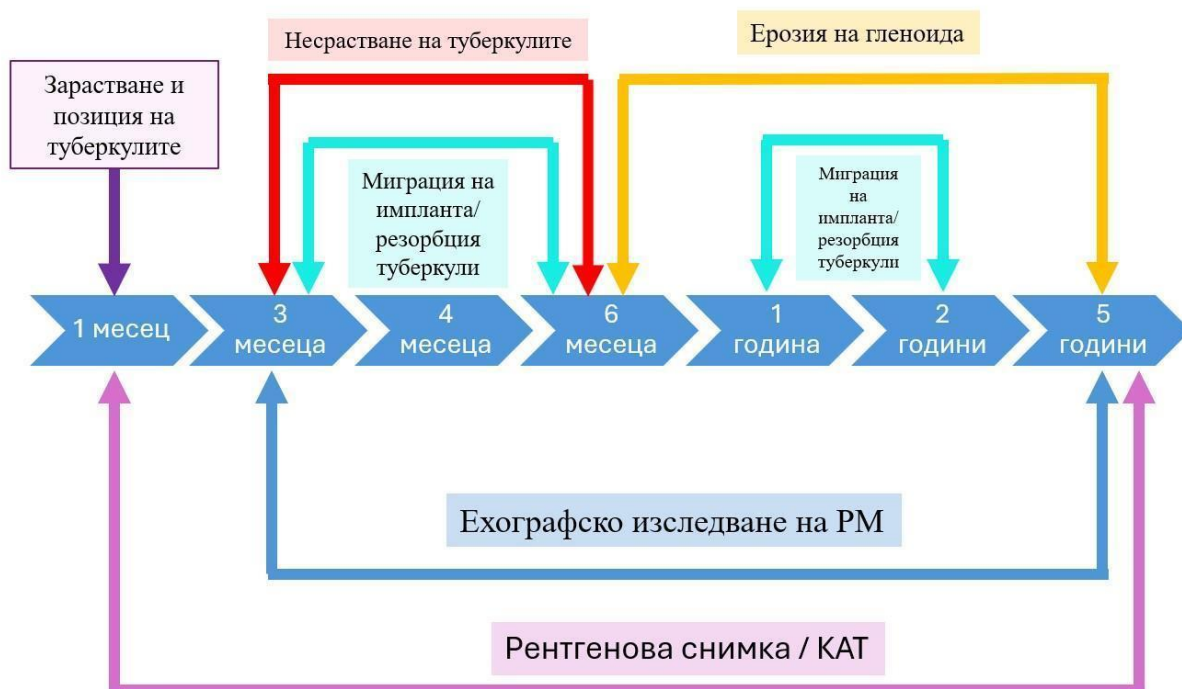 Несрастване на туберкулите
Ерозия на гленоида
Зарастване и
позиция на
туберкулите
Миграция на
импланта/
резорбция
туберкули
Миграция
на
импланта/
резорбция
туберкули
1 месец
3
месеца
4
месеца
6
месеца
1
година
2
години
5
години
Ехографско изследване на РМ
Рентгенова снимка / КАТ